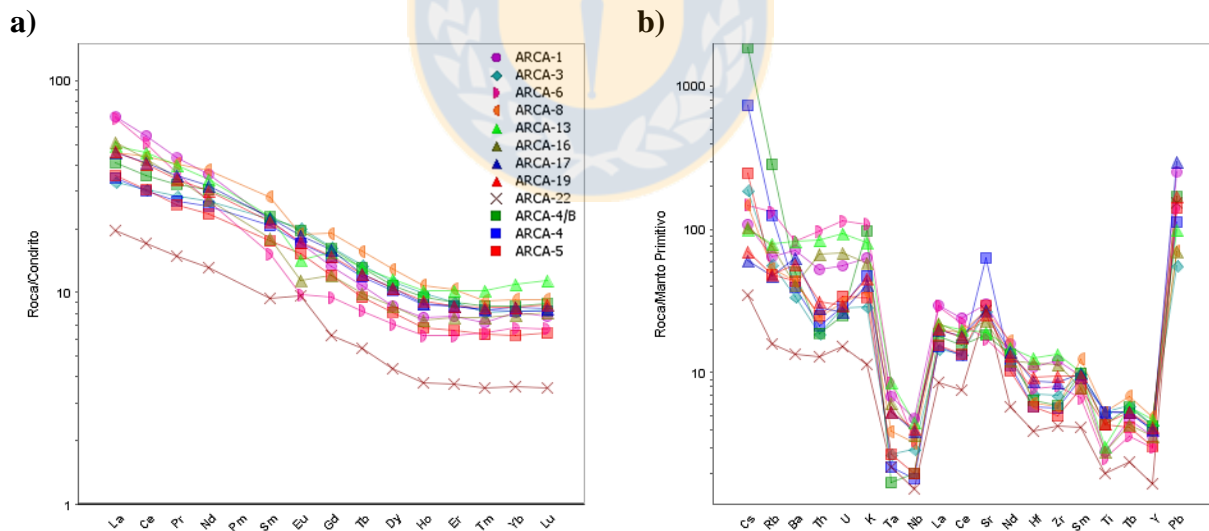 a)
b)
Roca/Condrito
100
10
1
La Ce Pr Nd Pm Sm Eu Gd Tb Dy Ho Er Tm Yb Lu
ARCA-1
ARCA-3
ARCA-6
ARCA-8
ARCA-13
ARCA-16
ARCA-17
ARCA-19
ARCA-22
ARCA-4/B
ARCA-4
ARCA-5
Roca/Manto Primitivo
1000
100
10
Cs Rb Ba Th U K Ta Nb La Ce Sr Nd Hf Zr Sm Ti Tb Y Pb